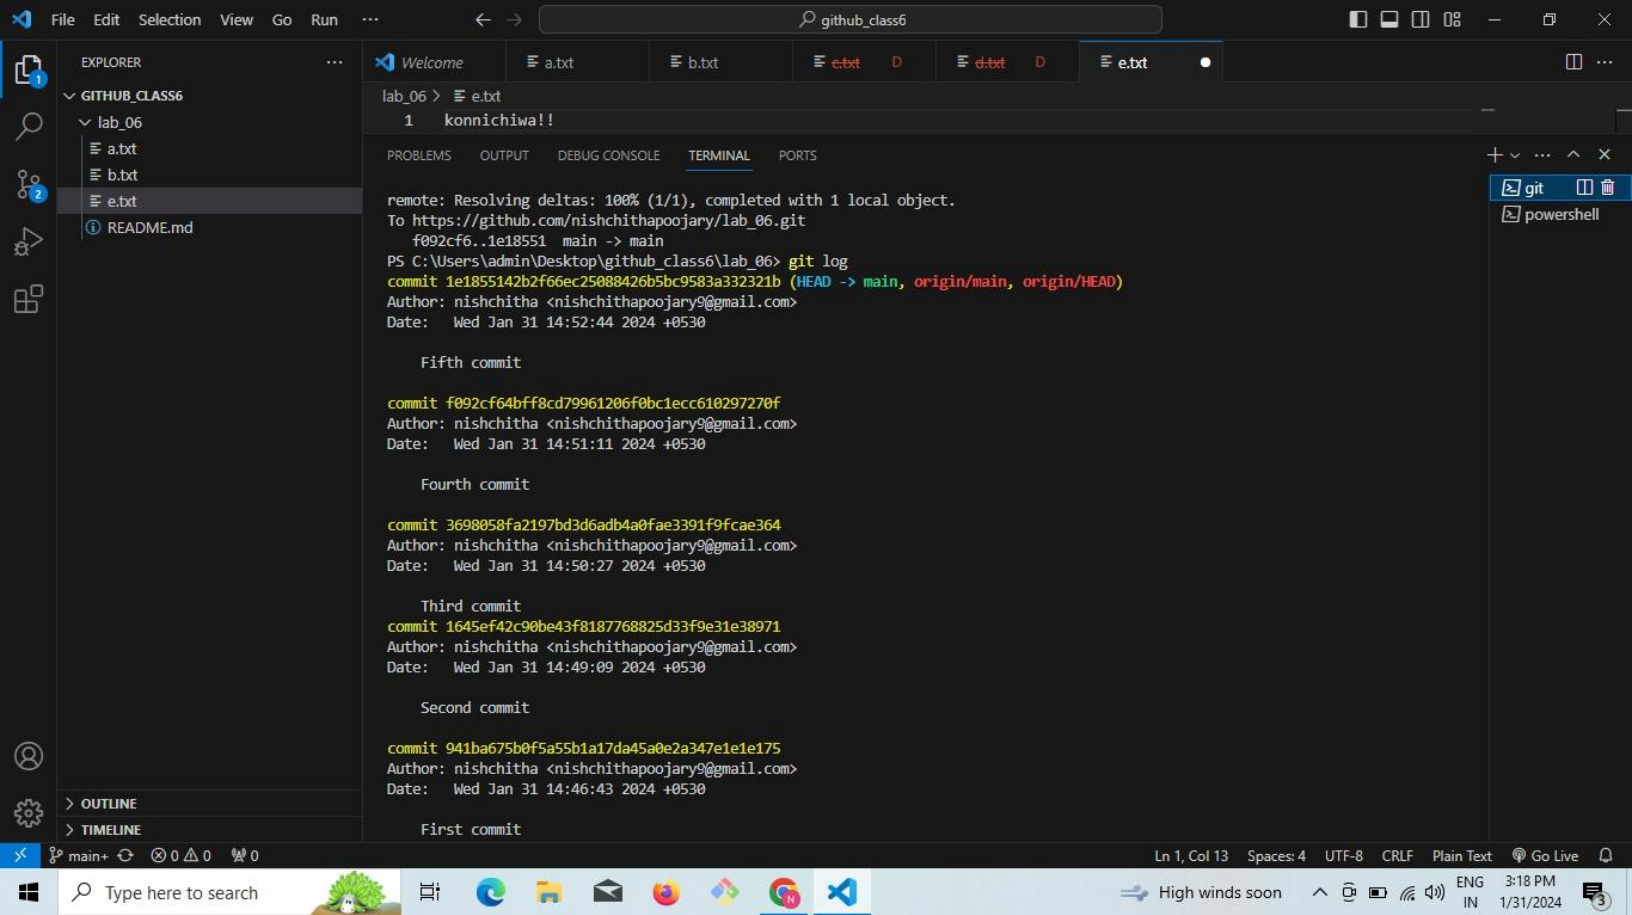 File Edit Selection View Go Run ···
github_class6
EXPLORER
Welcome
a.txt
b.txt
c.txt D
d.txt D
e.txt
GITHUB_CLASS6
lab_06
a.txt
b.txt
e.txt
README.md
lab_06 > e.txt
1 konnichiwa!!
PROBLEMS OUTPUT DEBUG CONSOLE TERMINAL PORTS
git
powershell
remote: Resolving deltas: 100% (1/1), completed with 1 local object.
To https://github.com/nishchithapoojary/lab_06.git
f092cf6..1e18551 main -> main
PS C:\Users\admin\Desktop\github_class6\lab_06> git log
commit 1e1855142b2f66ec25088426b5bc9583a332321b (HEAD -> main, origin/main, origin/HEAD)
Author: nishchitha <nishchithapoojary9@gmail.com>
Date: Wed Jan 31 14:52:44 2024 +0530
Fifth commit
commit f092cf64bff8cd79961206f0bc1ecc610297270f
Author: nishchitha <nishchithapoojary9@gmail.com>
Date: Wed Jan 31 14:51:11 2024 +0530
Fourth commit
commit 3698058fa2197bd3d6adb4a0fae3391f9fcae364
Author: nishchitha <nishchithapoojary9@gmail.com>
Date: Wed Jan 31 14:50:27 2024 +0530
Third commit
commit 1645ef42c90be43f8187768825d33f9e31e38971
Author: nishchitha <nishchithapoojary9@gmail.com>
Date: Wed Jan 31 14:49:09 2024 +0530
Second commit
commit 941ba675b0f5a55b1a17da45a0e2a347e1e1e175
Author: nishchitha <nishchithapoojary9@gmail.com>
Date: Wed Jan 31 14:46:43 2024 +0530
First commit
OUTLINE
TIMELINE
1
2
main+ 0 0 0
Ln 1, Col 13 Spaces: 4 UTF-8 CRLF Plain Text Go Live
Type here to search
N
High winds soon
ENG
IN
3:18 PM
1/31/2024
3